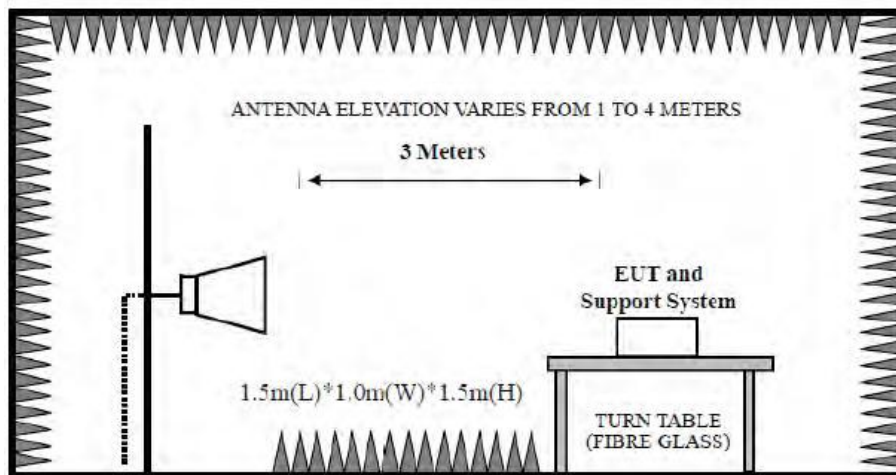 ANTENNA ELEVATION VARIES FROM 1 TO 4 METERS
3 Meters
EUT and
Support System
1.5m(L)*1.0m(W)*1.5m(H)
TURN TABLE
(FIBRE GLASS)